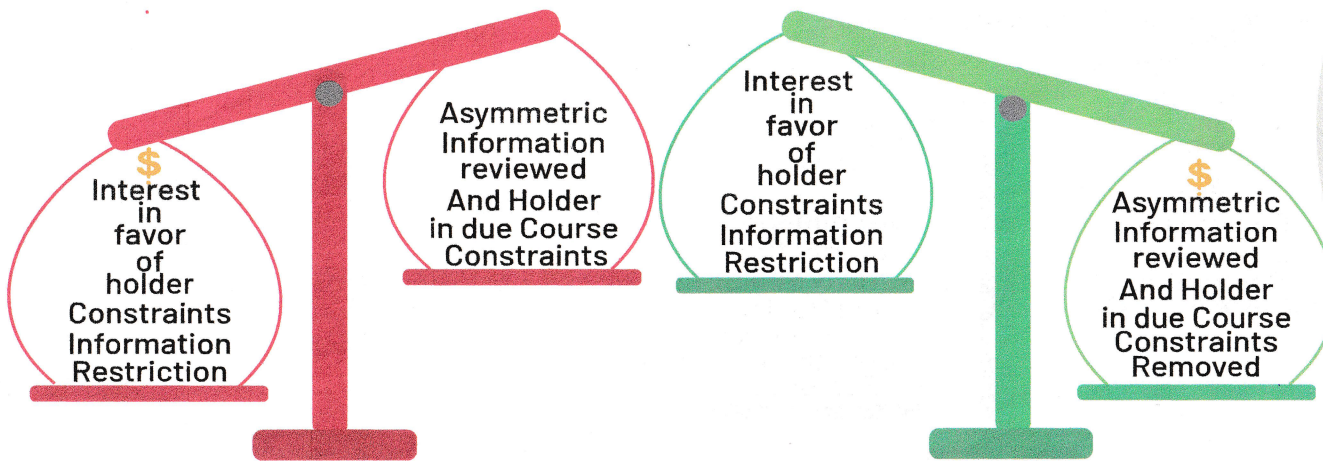 $
Interest
in
favor
of
holder
Constraints
Information
Restriction
Asymmetric
Information
reviewed
And Holder
in due Course
Constraints
Interest
in
favor
of
holder
Constraints
Information
Restriction
$
Asymmetric
Information
reviewed
And Holder
in due Course
Constraints
Removed